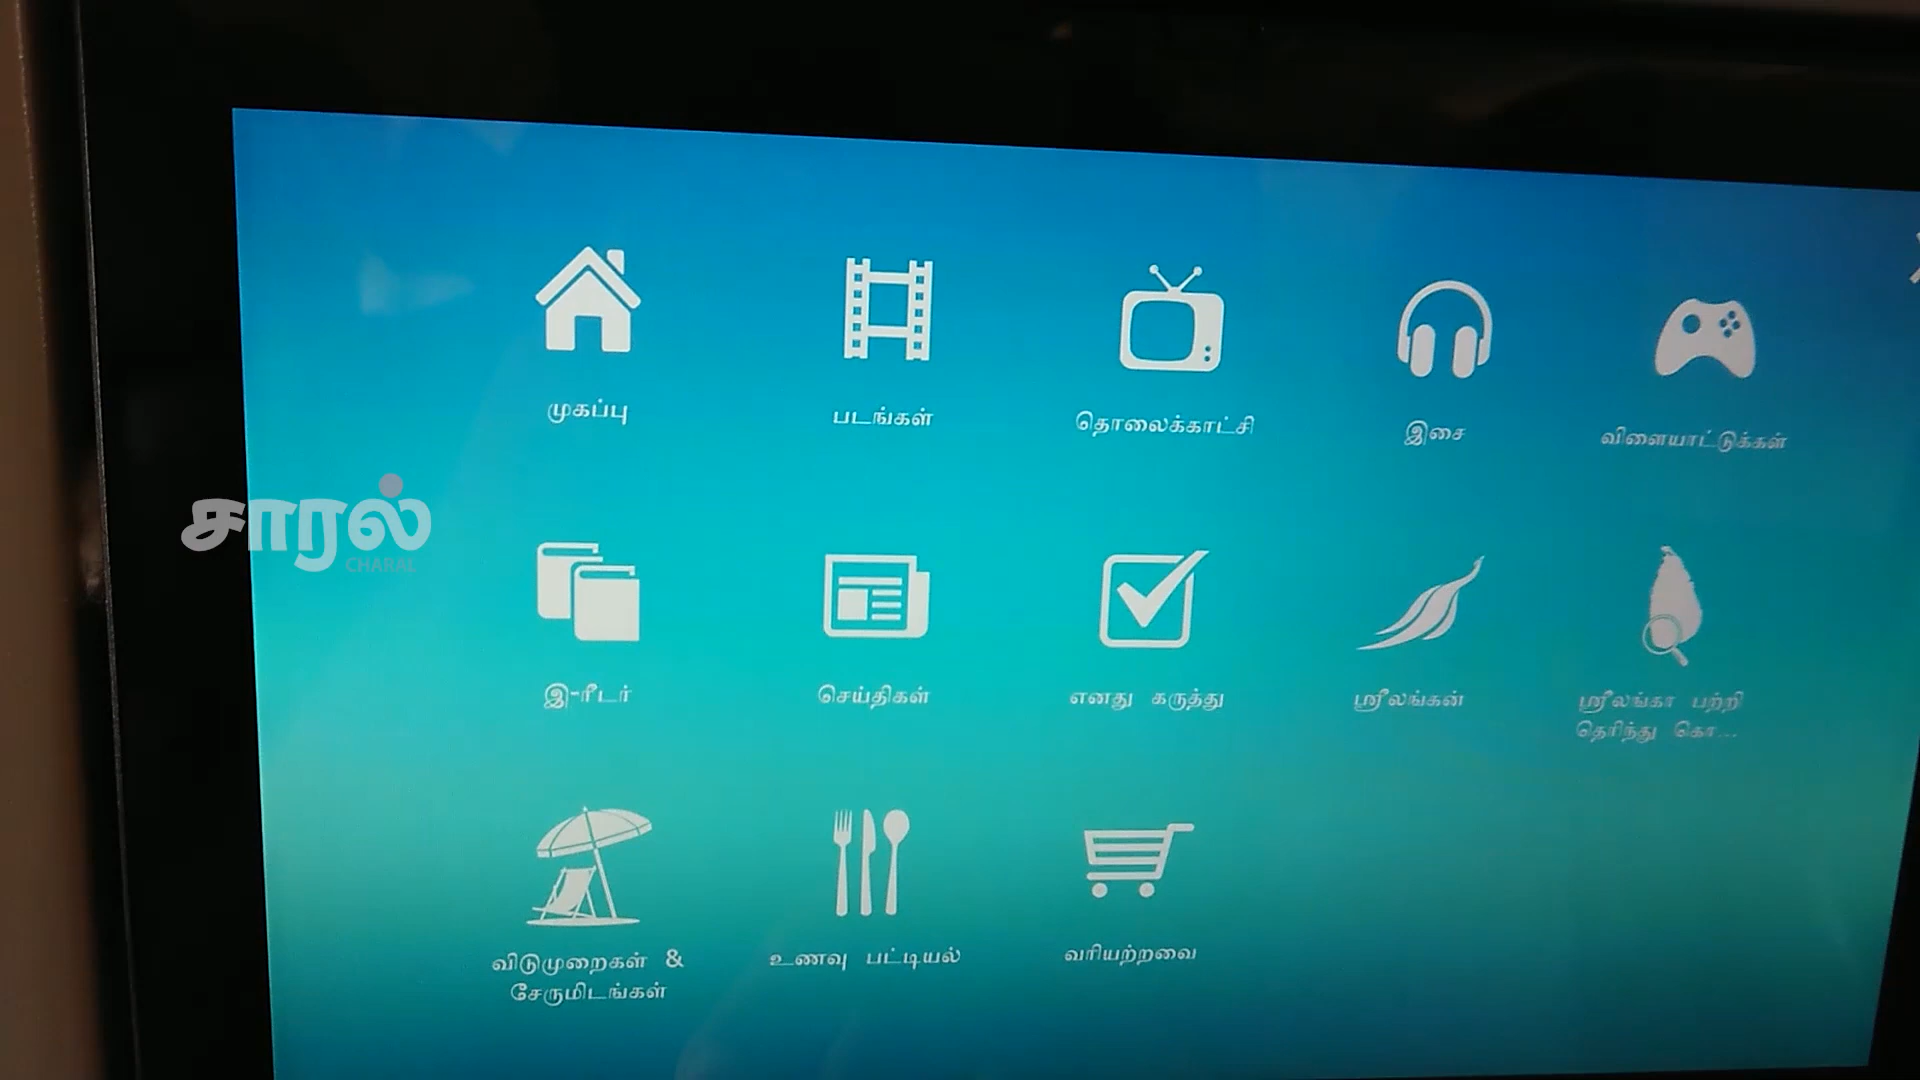 முகப்பு
படங்கள்
தொலைக்காட்சி
இசை
விளையாட்டுக்கள்
சாரல்
CHARAL
இ-ரீடர்
செய்திகள்
எனது கருத்து
ஸ்ரீலங்கன்
ஸ்ரீலங்கா பற்றி
தெரிந்து கொ...
விடுமுறைகள் &
சேருமிடங்கள்
உணவு பட்டியல்
வரியற்றவை